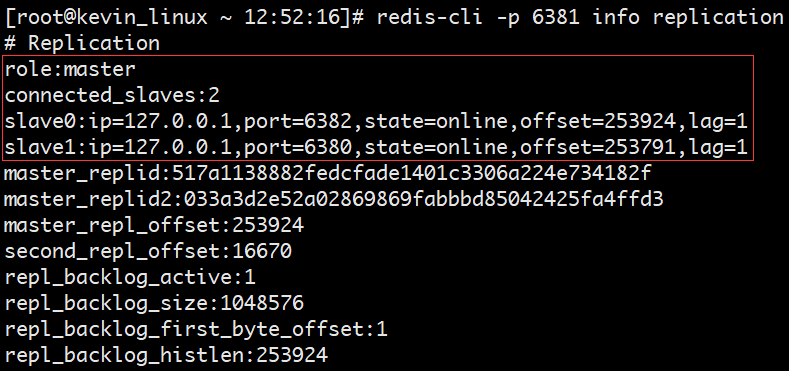 [root@kevin_linux ~ 12:52:16]# redis-cli -p 6381 info replication
# Replication
role:master
connected_slaves:2
slave0:ip=127.0.0.1,port=6382,state=online,offset=253924,lag=1
slave1:ip=127.0.0.1,port=6380,state=online,offset=253791,lag=1
master_replid:517a1138882fedcfade1401c3306a224e734182f
master_replid2:033a3d2e52a02869869fabbbd85042425fa4ffd3
master_repl_offset:253924
second_repl_offset:16670
repl_backlog_active:1
repl_backlog_size:1048576
repl_backlog_first_byte_offset:1
repl_backlog_histlen:253924